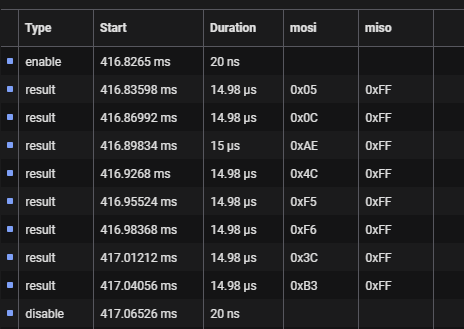 Type Start Duration mosi miso
enable 416.8265 ms 20 ns
result 416.83598 ms 14.98 µs 0x05 0xFF
result 416.86992 ms 14.98 µs 0x0C 0xFF
result 416.89834 ms 15 µs 0xAE 0xFF
result 416.9268 ms 14.98 µs 0x4C 0xFF
result 416.95524 ms 14.98 µs 0xF5 0xFF
result 416.98368 ms 14.98 µs 0xF6 0xFF
result 417.01212 ms 14.98 µs 0x3C 0xFF
result 417.04056 ms 14.98 µs 0xB3 0xFF
disable 417.06526 ms 20 ns